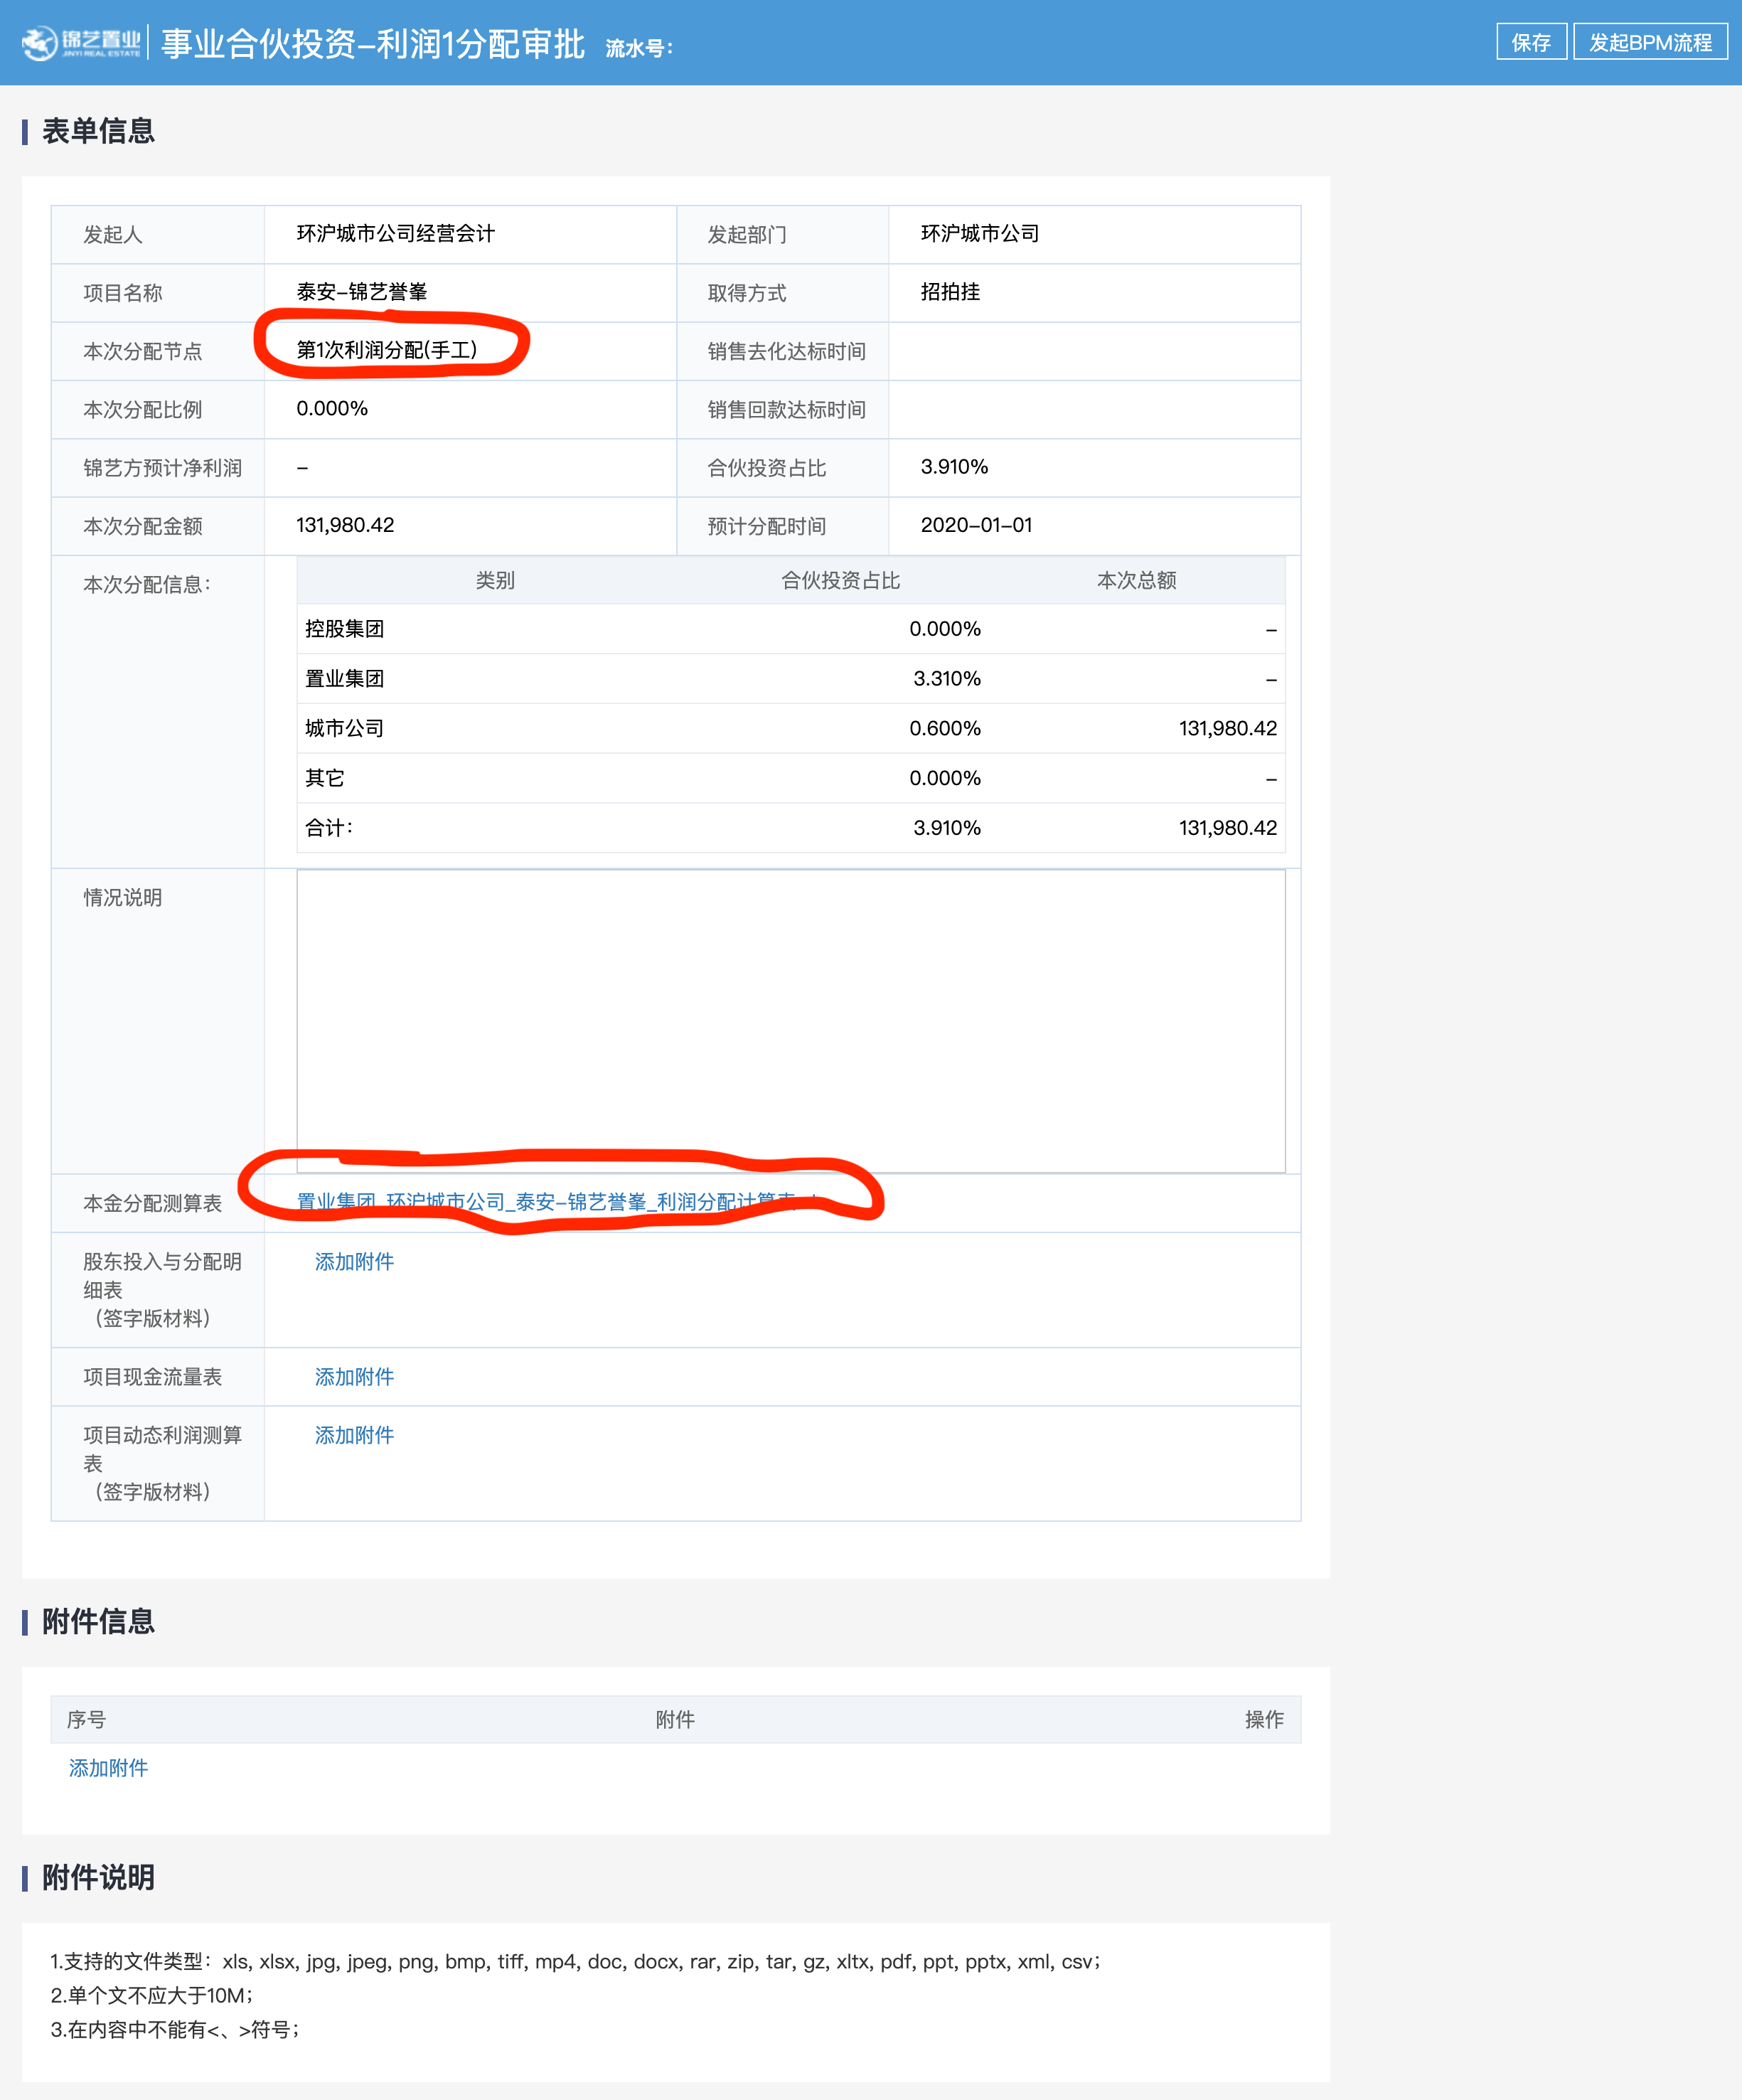 锦艺置业
JINYI REAL ESTATE
事业合伙投资-利润1分配审批 流水号：
保存 发起BPM流程
表单信息
发起人 环沪城市公司经营会计 发起部门 环沪城市公司
项目名称 泰安-锦艺誉峯 取得方式 招拍挂
本次分配节点 第1次利润分配(手工) 销售去化达标时间
本次分配比例 0.000% 销售回款达标时间
锦艺方预计净利润 - 合伙投资占比 3.910%
本次分配金额 131,980.42 预计分配时间 2020-01-01
本次分配信息： 类别 合伙投资占比 本次总额
控股集团 0.000% -
置业集团 3.310% -
城市公司 0.600% 131,980.42
其它 0.000% -
合计： 3.910% 131,980.42
情况说明
本金分配测算表 置业集团_环沪城市公司_泰安-锦艺誉峯_利润分配计算表
股东投入与分配明 添加附件
细表
（签字版材料）
项目现金流量表 添加附件
项目动态利润测算 添加附件
表
（签字版材料）
附件信息
序号 附件 操作
添加附件
附件说明
1.支持的文件类型：xls, xlsx, jpg, jpeg, png, bmp, tiff, mp4, doc, docx, rar, zip, tar, gz, xltx, pdf, ppt, pptx, xml, csv；
2.单个文不应大于10M；
3.在内容中不能有<、>符号；